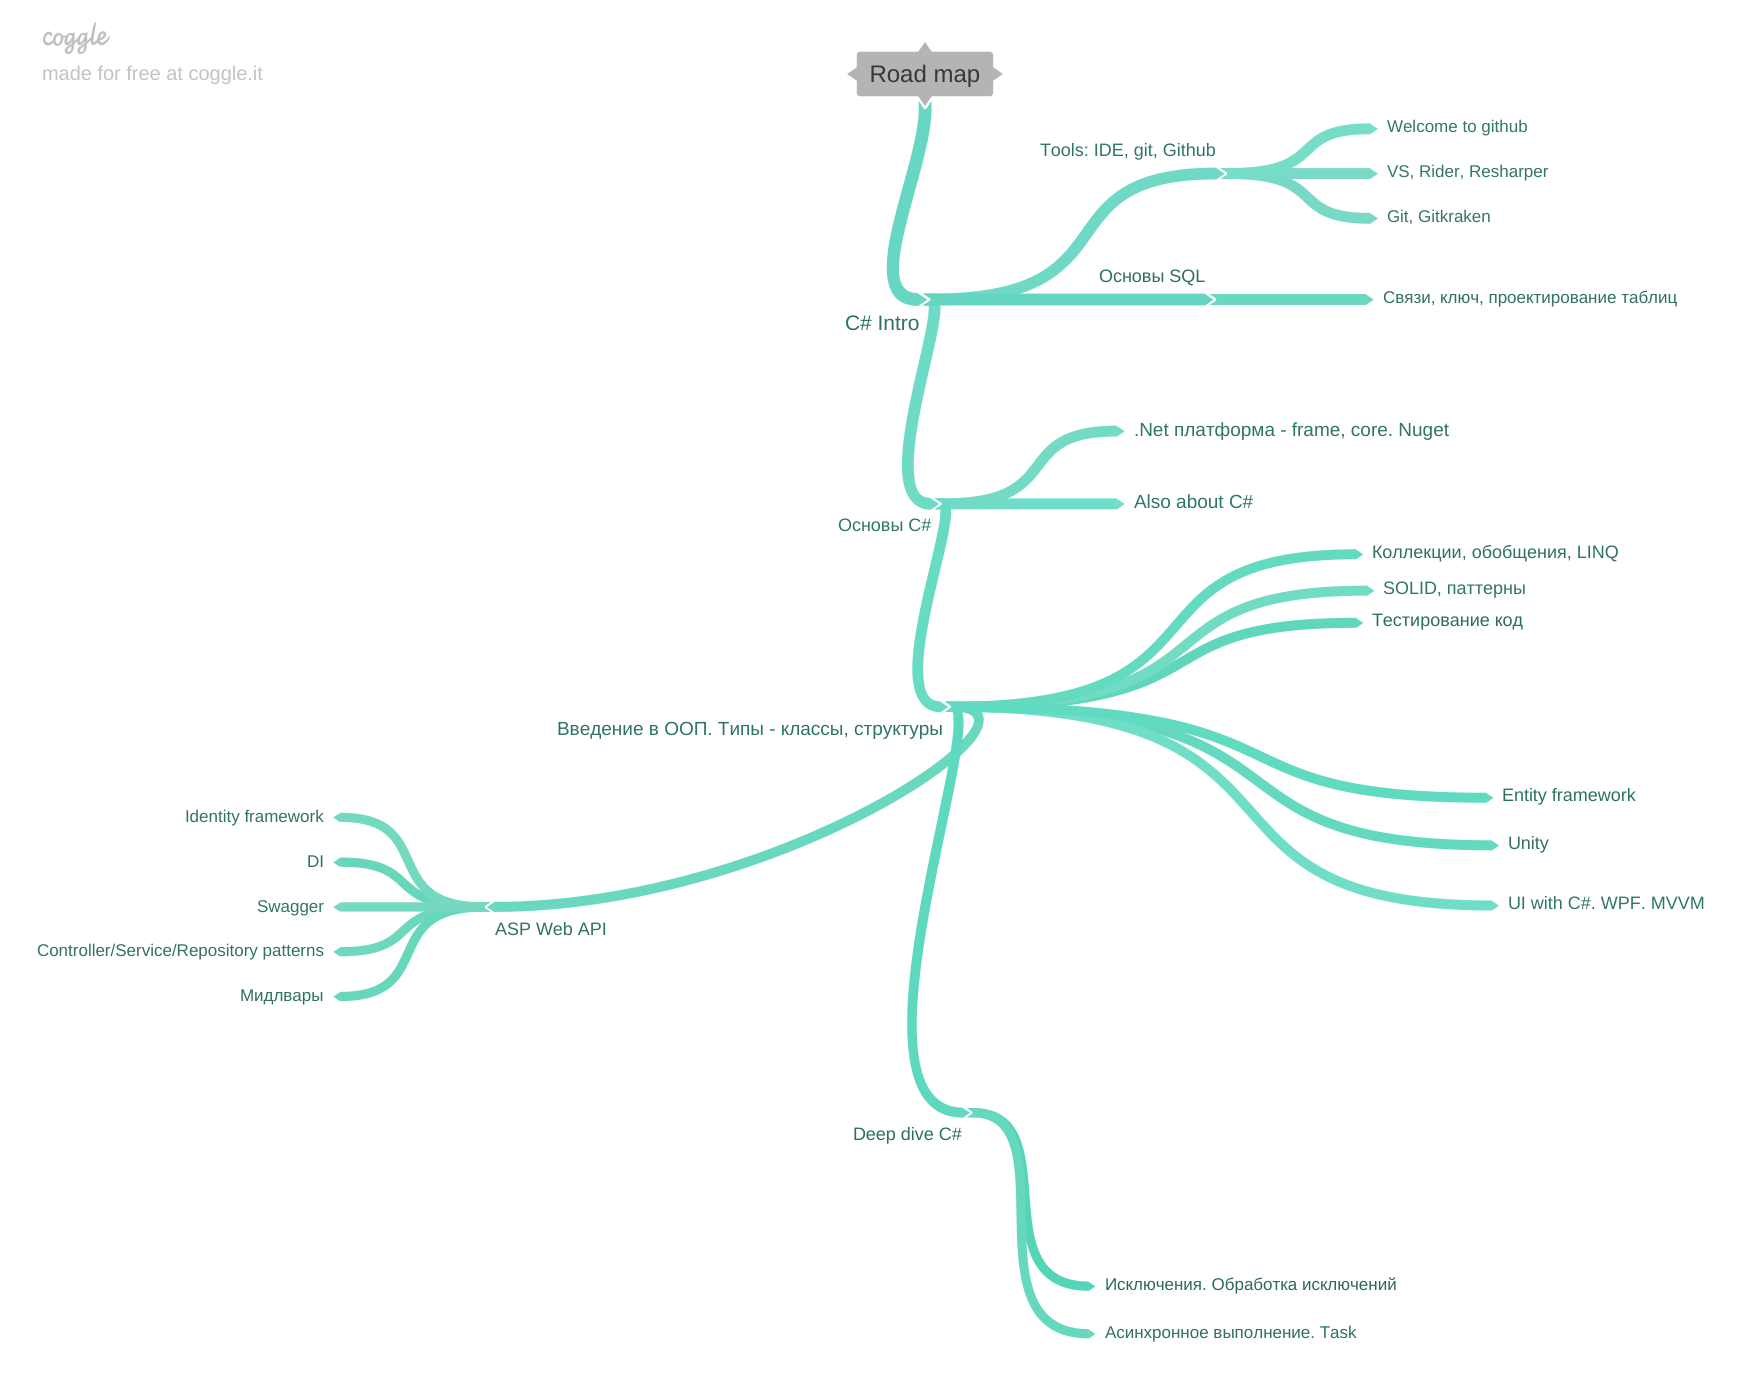 coggle
made for free at coggle.it
Road map
Welcome to github
Tools: IDE, git, Github
VS, Rider, Resharper
Git, Gitkraken
Основы SQL
Связи, ключ, проектирование таблиц
C# Intro
.Net платформа - frame, core. Nuget
Also about C#
Основы C#
Коллекции, обобщения, LINQ
SOLID, паттерны
Тестирование код
Введение в ООП. Типы - классы, структуры
Entity framework
Unity
UI with C#. WPF. MVVM
Identity framework
DI
Swagger
ASP Web API
Controller/Service/Repository patterns
Мидлвары
Deep dive C#
Исключения. Обработка исключений
Асинхронное выполнение. Task